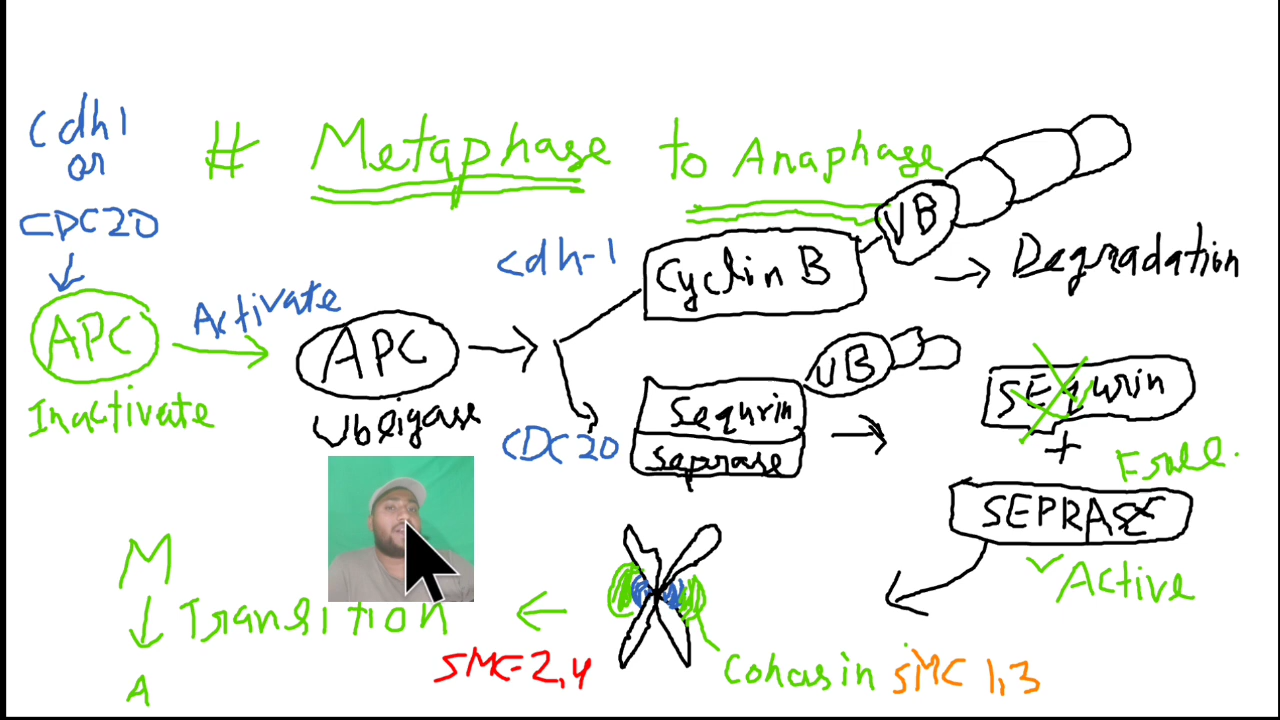 # Metaphase to Anaphase
Cdh1
or
CDC20
APC
Inactivate
Activate
APC
Ubligase
Cdh-1
Cyclin B
UB
Degradation
CDC20
Sequrin
seprase
UB
SEQurin
+
Free.
SEPRASE
Active
Cohasin SMC 1,3
SMC-2,4
M
Transition
A